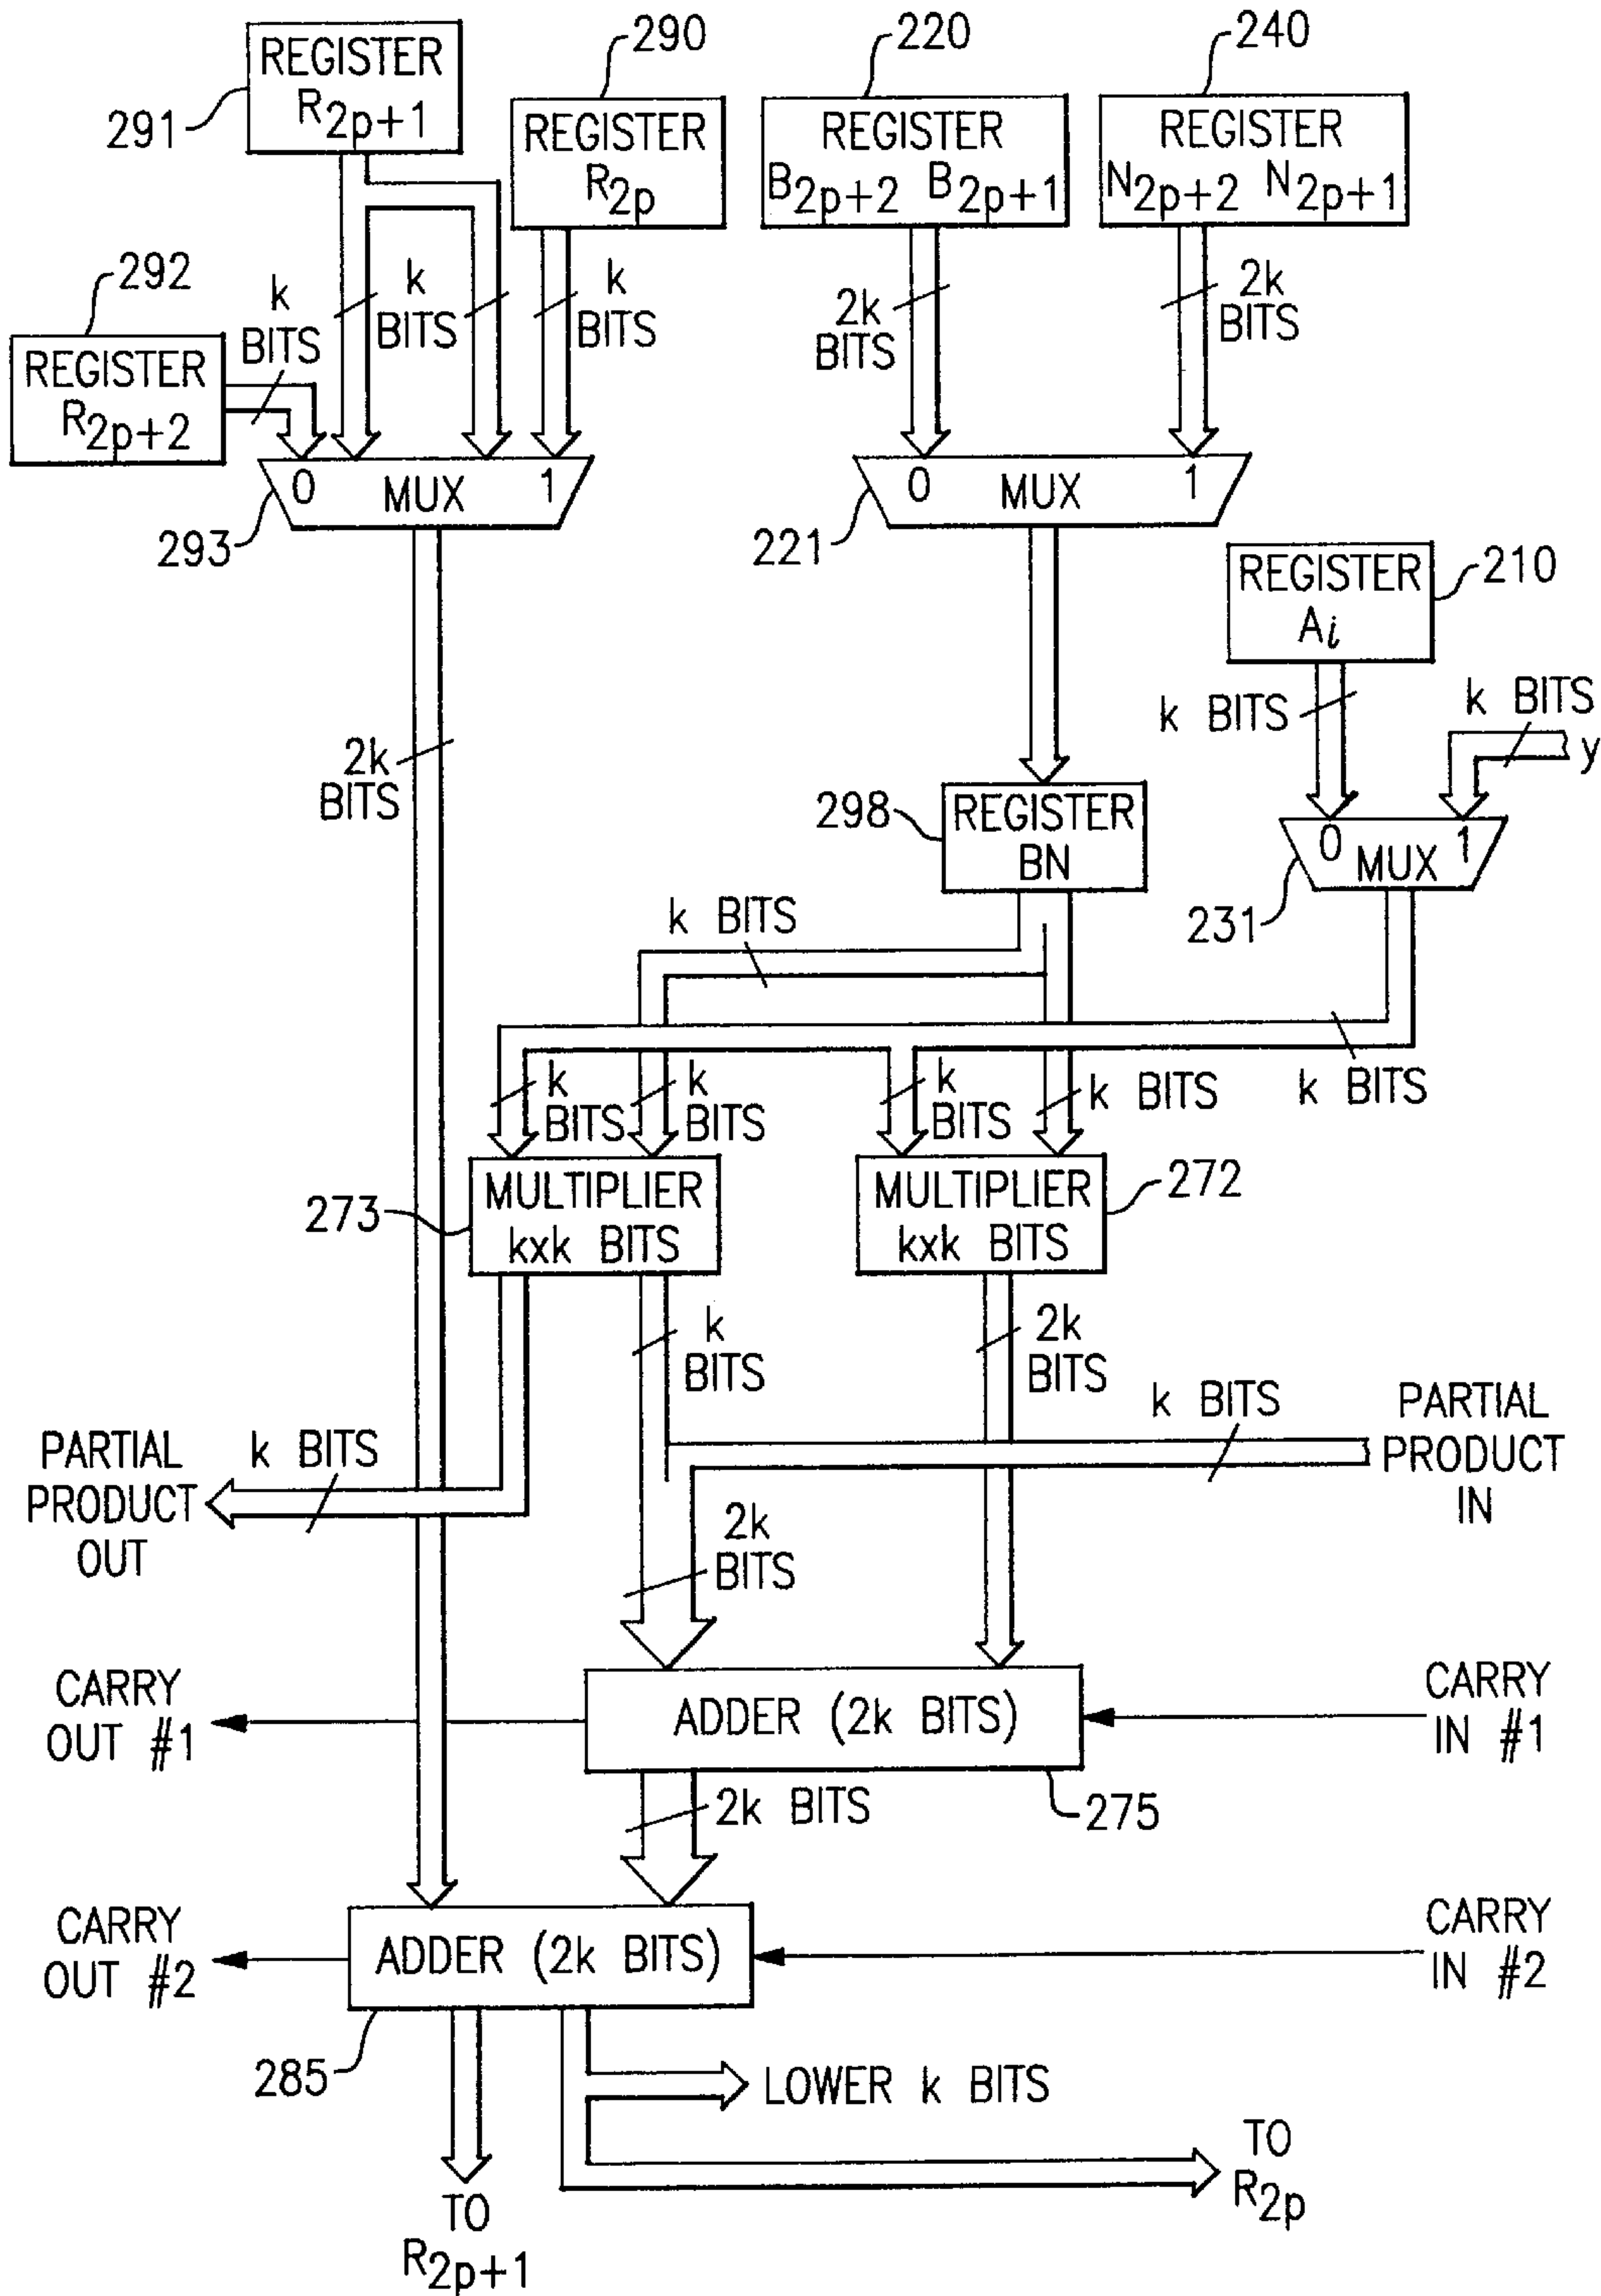 290
220
240
REGISTER
R2p+1
291
REGISTER
R2p
REGISTER
B2p+2 B2p+1
REGISTER
N2p+2 N2p+1
292
k
BITS
k
BITS
k
BITS
2k
BITS
2k
BITS
REGISTER
R2p+2
0 MUX 1
293
0 MUX 1
221
REGISTER
Ai
210
k BITS
k BITS
y
2k
BITS
298
REGISTER
BN
0 MUX 1
231
k BITS
k
BITS
k
BITS
k
BITS
k BITS
k BITS
MULTIPLIER
kxk BITS
273
MULTIPLIER
kxk BITS
272
k
BITS
2k
BITS
k BITS
PARTIAL
PRODUCT
IN
PARTIAL
PRODUCT
OUT
k BITS
2k
BITS
CARRY
OUT #1
ADDER (2k BITS)
CARRY
IN #1
2k BITS
275
CARRY
OUT #2
ADDER (2k BITS)
CARRY
IN #2
285
LOWER k BITS
TO
R2p
TO
R2p+1